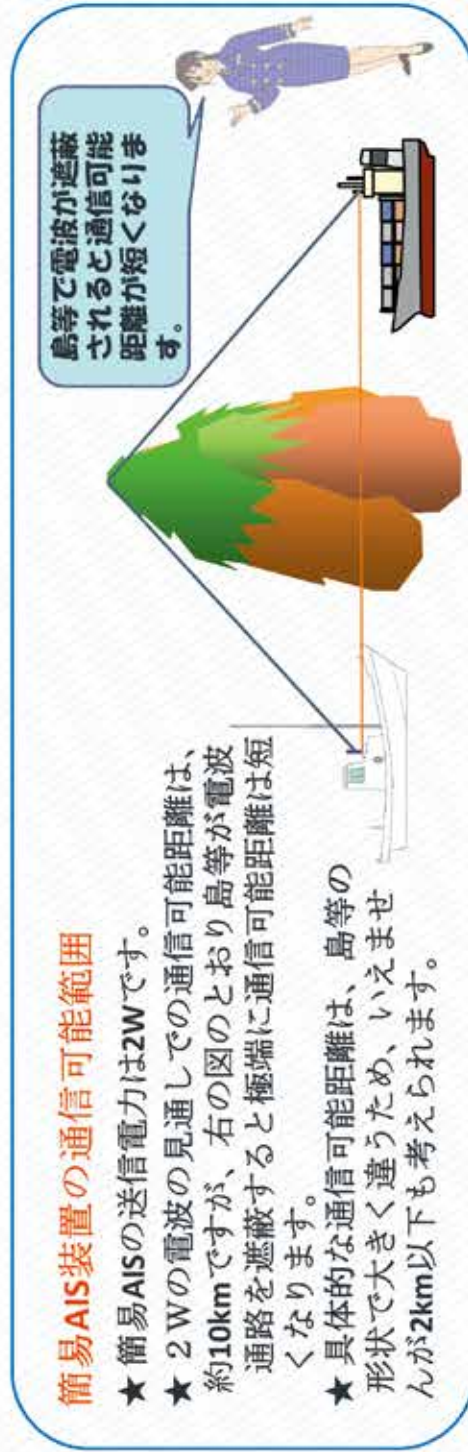 簡易AIS装置の通信可能範囲
★ 簡易AISの送信電力は2Wです。
★ ２Wの電波の見通しでの通信可能距離は、
約10kmですが、右の図のとおり島等が電波
通路を遮蔽すると極端に通信可能距離は短
くなります。
★ 具体的な通信可能距離は、島等の
形状で大きく違うため、いえませ
んが2km以下も考えられます。
島等で電波が遮蔽
されると通信可能
距離が短くなりま
す。